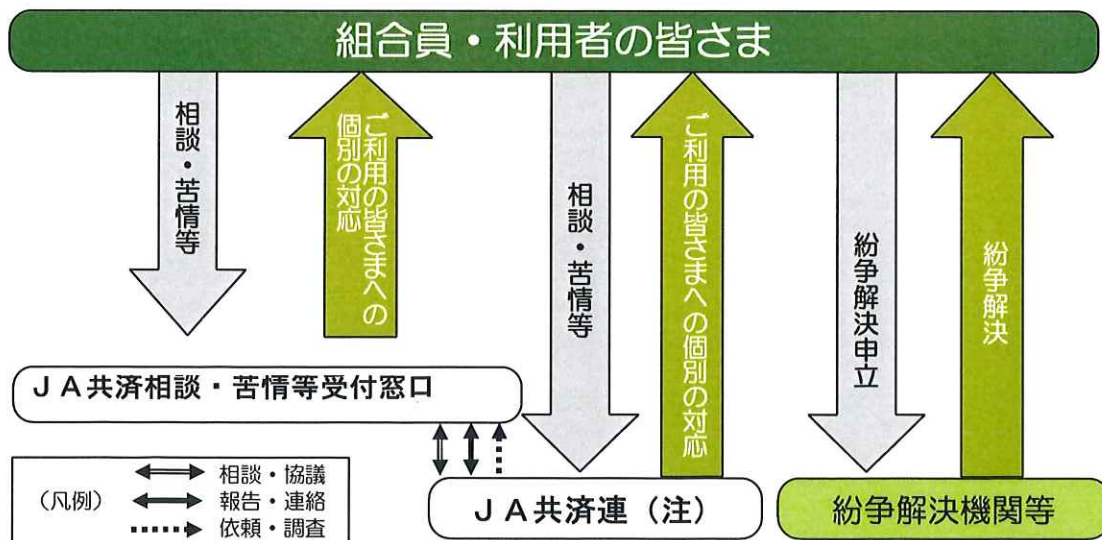 組合員・利用者の皆さま
相談・苦情等
ご利用の皆さまへの
個別の対応
相談・苦情等
ご利用の皆さまへの個別の対応
紛争解決申立
紛争解決
ＪＡ共済相談・苦情等受付窓口
（凡例）
相談・協議
報告・連絡
依頼・調査
ＪＡ共済連（注）
紛争解決機関等